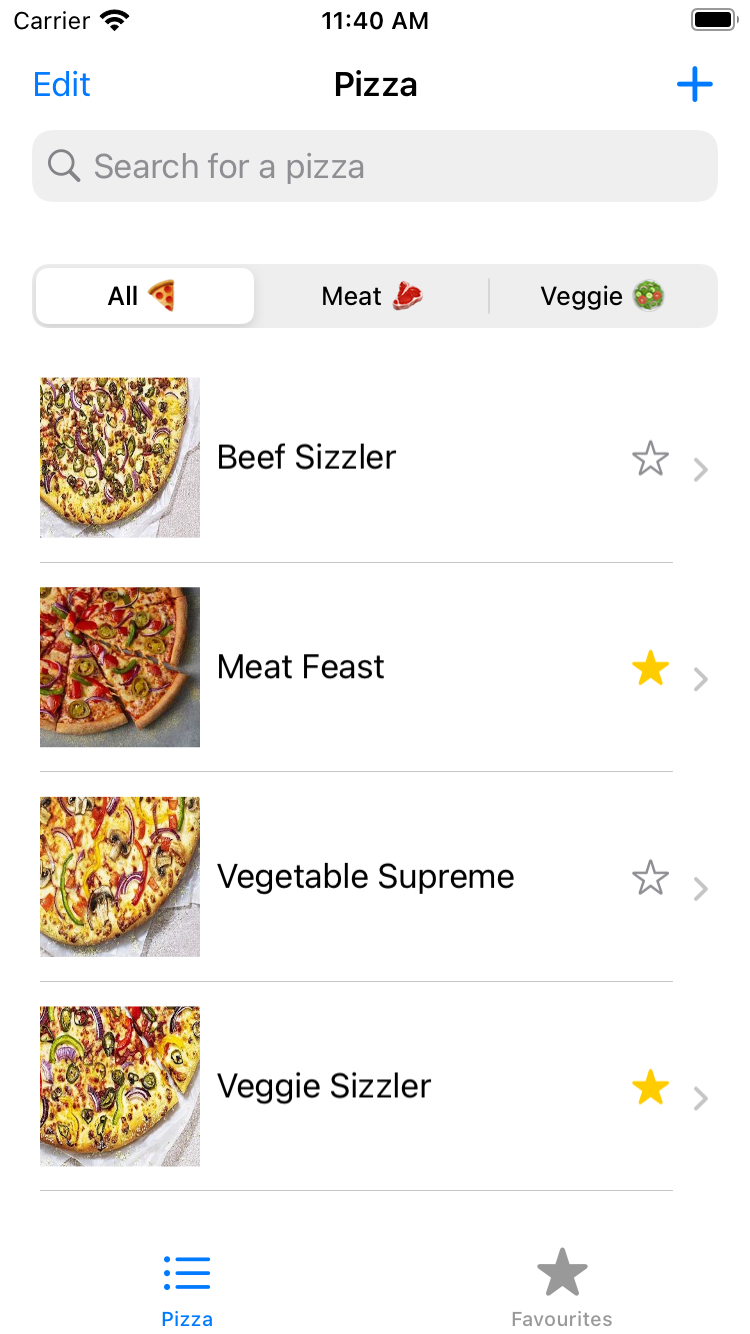 Carrier 11:40 AM
Edit Pizza
Search for a pizza
All 🍕 Meat 🥩 Veggie 🥗
Beef Sizzler
Meat Feast
Vegetable Supreme
Veggie Sizzler
Pizza Favourites